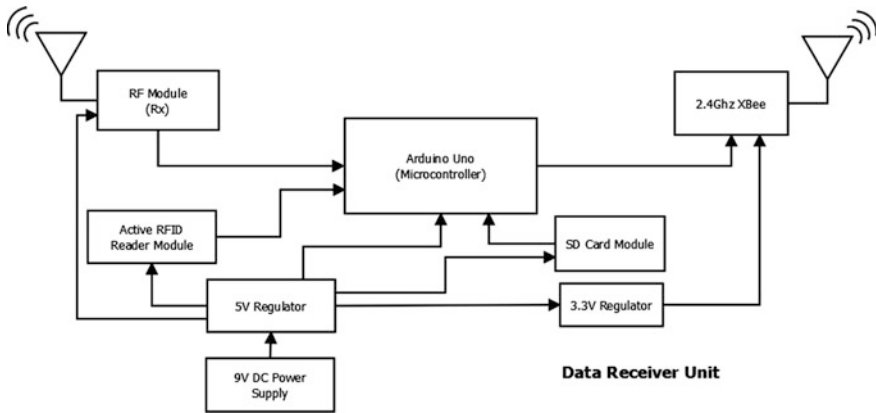 RF Module
(Rx)
2.4Ghz XBee
Arduino Uno
(Microcontroller)
Active RFID
Reader Module
SD Card Module
5V Regulator
3.3V Regulator
9V DC Power
Supply
Data Receiver Unit